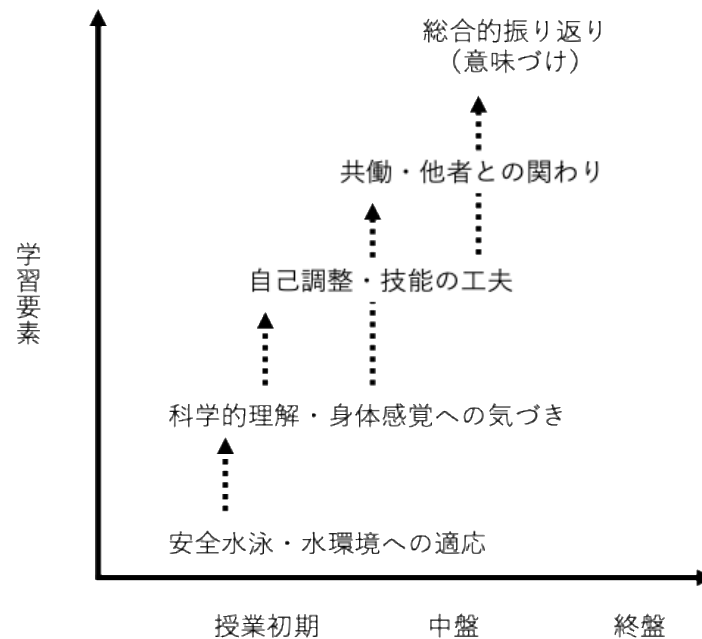 総合的振り返り
（意味づけ）
共働・他者との関わり
自己調整・技能の工夫
学習要素
科学的理解・身体感覚への気づき
安全水泳・水環境への適応
授業初期 中盤 終盤